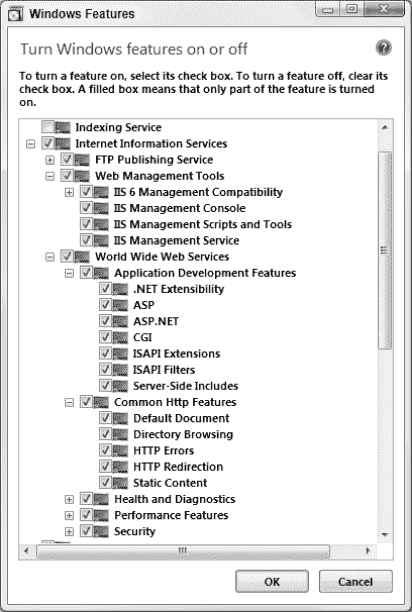 Windows Features
Turn Windows features on or off
To turn a feature on, select its check box. To turn a feature off, clear its
check box. A filled box means that only part of the feature is turned
on.
Indexing Service
Internet Information Services
FTP Publishing Service
Web Management Tools
IIS 6 Management Compatibility
IIS Management Console
IIS Management Scripts and Tools
IIS Management Service
World Wide Web Services
Application Development Features
.NET Extensibility
ASP
ASP.NET
CGI
ISAPI Extensions
ISAPI Filters
Server-Side Includes
Common Http Features
Default Document
Directory Browsing
HTTP Errors
HTTP Redirection
Static Content
Health and Diagnostics
Performance Features
Security
OK Cancel